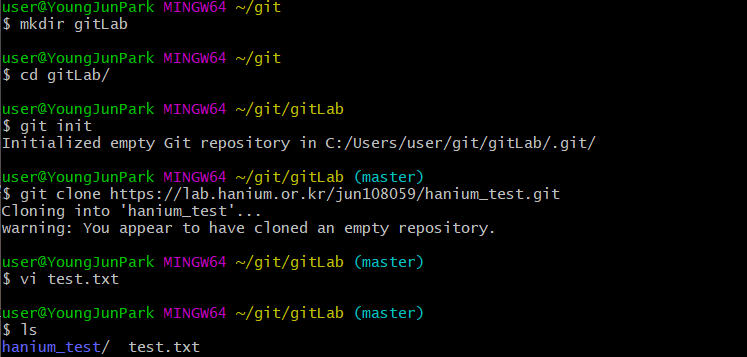 user@YoungJunPark MINGW64 ~/git
$ mkdir gitLab
user@YoungJunPark MINGW64 ~/git
$ cd gitLab/
user@YoungJunPark MINGW64 ~/git/gitLab
$ git init
Initialized empty Git repository in C:/Users/user/git/gitLab/.git/
user@YoungJunPark MINGW64 ~/git/gitLab (master)
$ git clone https://lab.hanium.or.kr/jun108059/hanium_test.git
Cloning into 'hanium_test'...
warning: You appear to have cloned an empty repository.
user@YoungJunPark MINGW64 ~/git/gitLab (master)
$ vi test.txt
user@YoungJunPark MINGW64 ~/git/gitLab (master)
$ ls
hanium_test/  test.txt